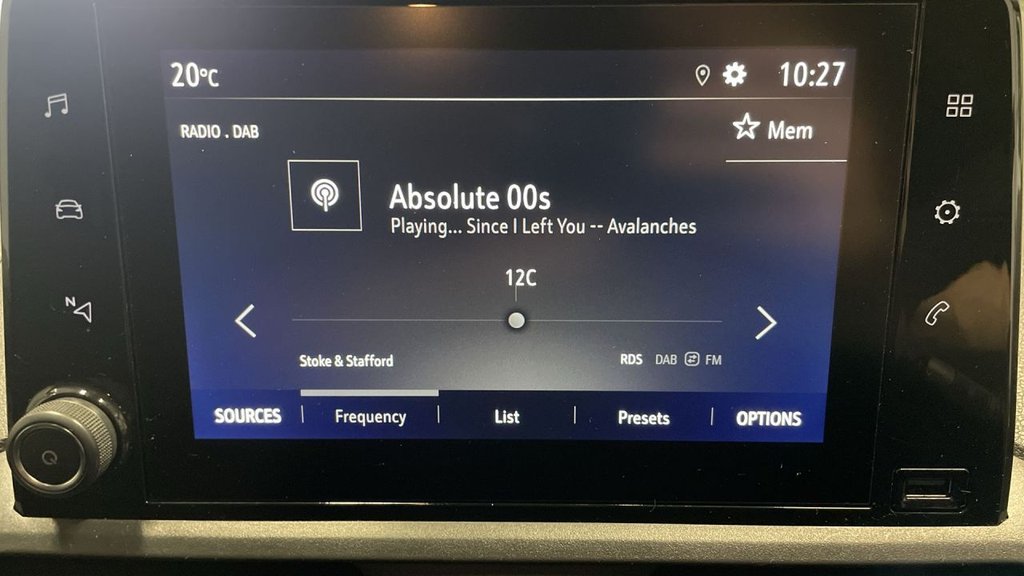 20°C 10:27
RADIO . DAB
Mem
Absolute 00s
Playing... Since I Left You -- Avalanches
12C
N
Stoke & Stafford RDS DAB FM
SOURCES Frequency List Presets OPTIONS